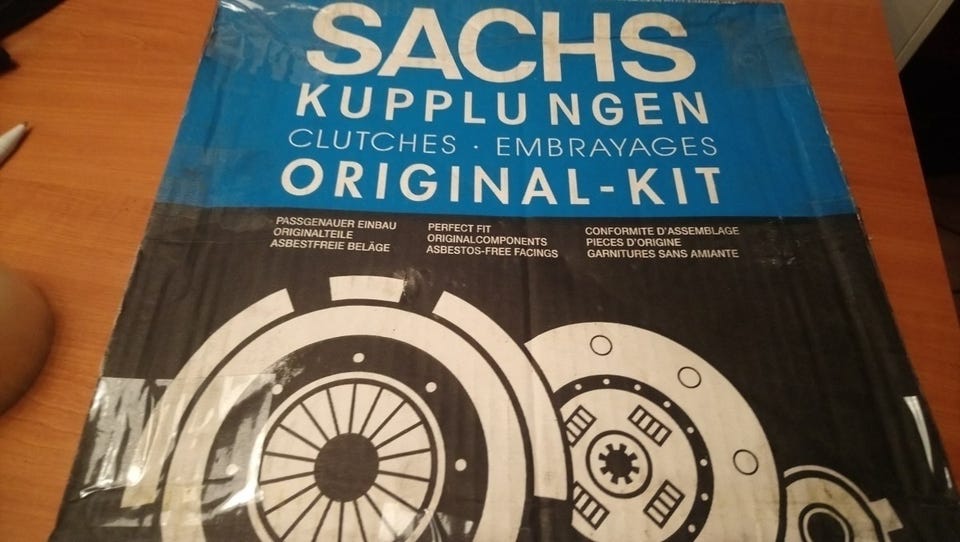 SACHS
KUPPLUNGEN
CLUTCHES · EMBRAYAGES
ORIGINAL-KIT
PASSGENAUER EINBAU
ORIGINALTEILE
ASBESTFREIE BELÄGE
PERFECT FIT
ORIGINALCOMPONENTS
ASBESTOS-FREE FACINGS
CONFORMITE D'ASSEMBLAGE
PIECES D'ORIGINE
GARNITURES SANS AMIANTE